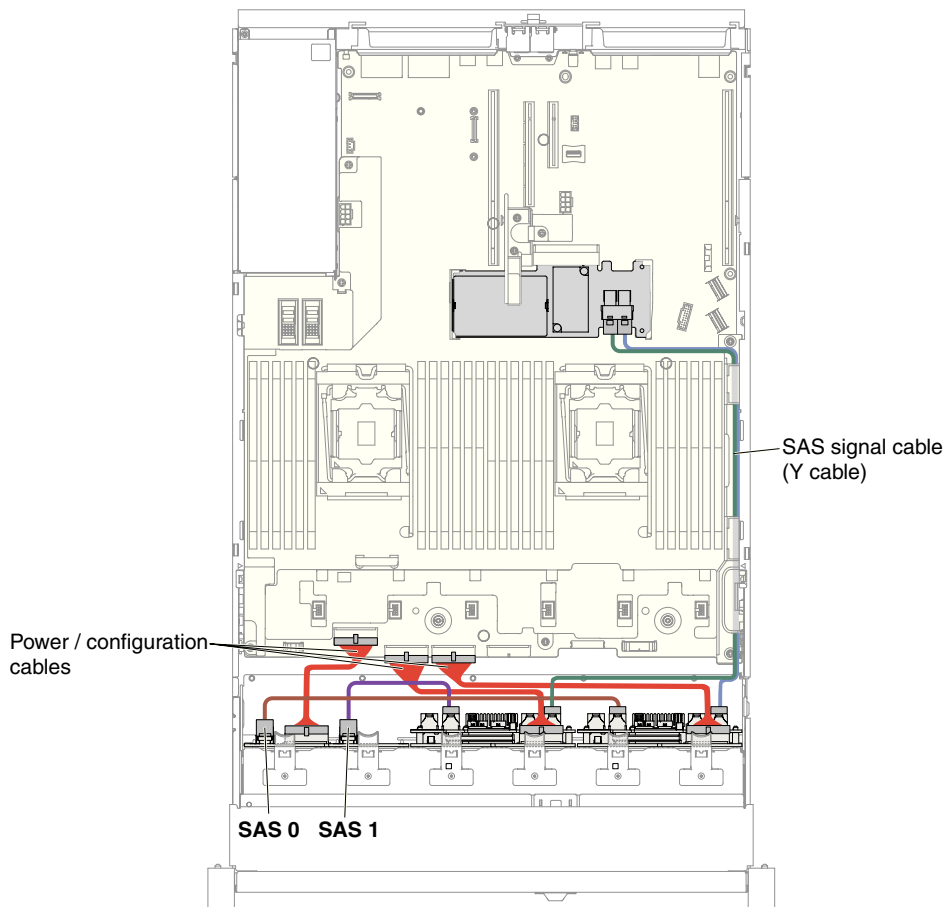 SAS signal cable
(Y cable)
Power / configuration
cables
SAS 0
SAS 1